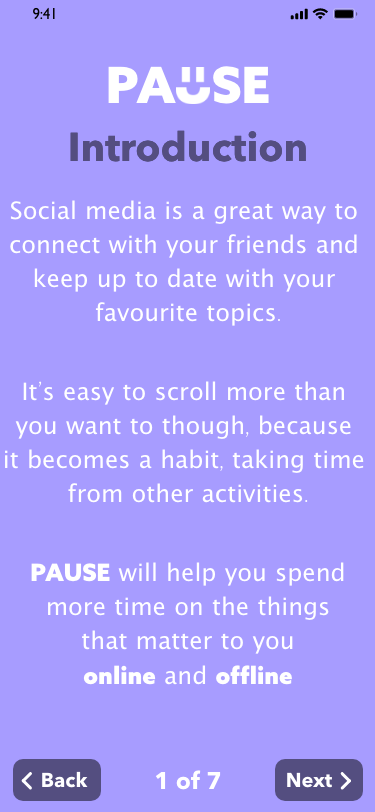 9:41
PAUSE
Introduction
Social media is a great way to
connect with your friends and
keep up to date with your
favourite topics.
It's easy to scroll more than
you want to though, because
it becomes a habit, taking time
from other activities.
PAUSE will help you spend
more time on the things
that matter to you
online and offline
Back
1 of 7
Next